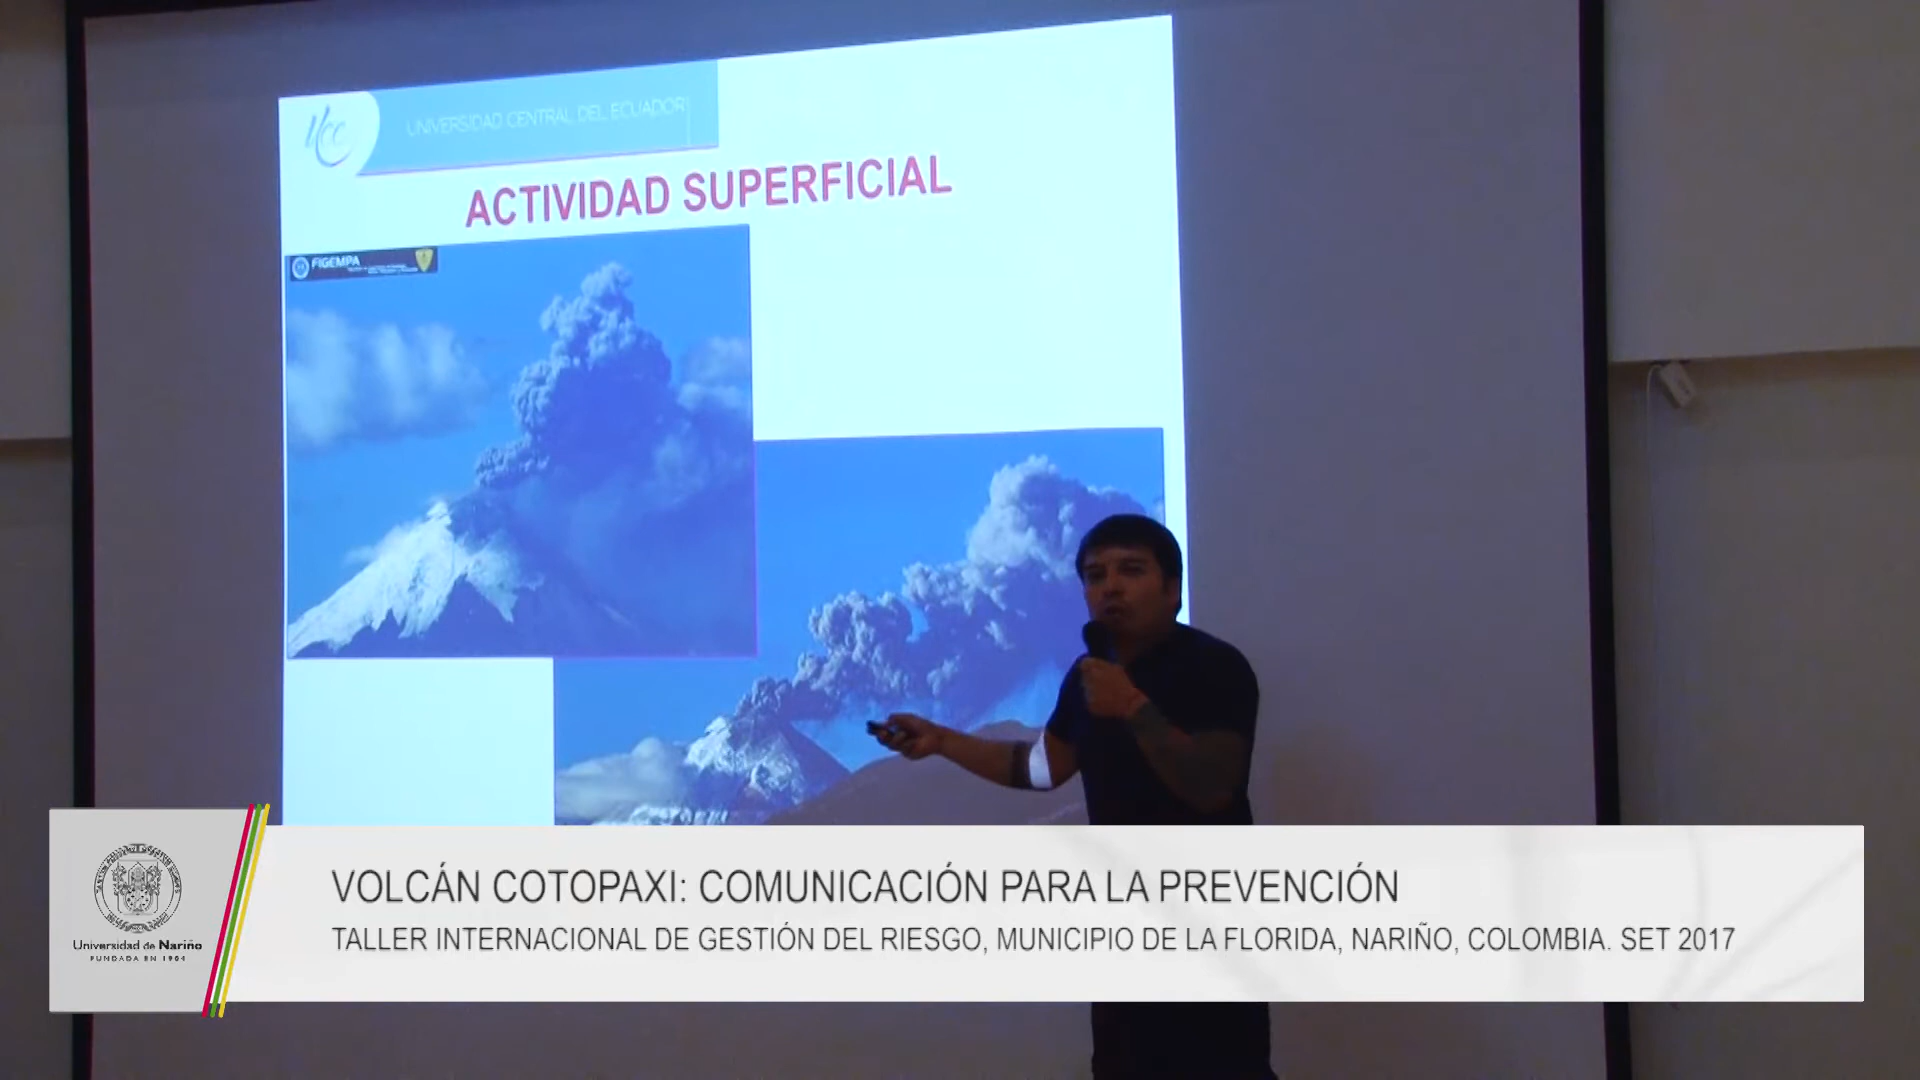 UCE
UNIVERSIDAD CENTRAL DEL ECUADOR
ACTIVIDAD SUPERFICIAL
FIGEMPA
VOLCÁN COTOPAXI: COMUNICACIÓN PARA LA PREVENCIÓN
TALLER INTERNACIONAL DE GESTIÓN DEL RIESGO, MUNICIPIO DE LA FLORIDA, NARIÑO, COLOMBIA. SET 2017
Universidad de Nariño
FUNDADA EN 1904